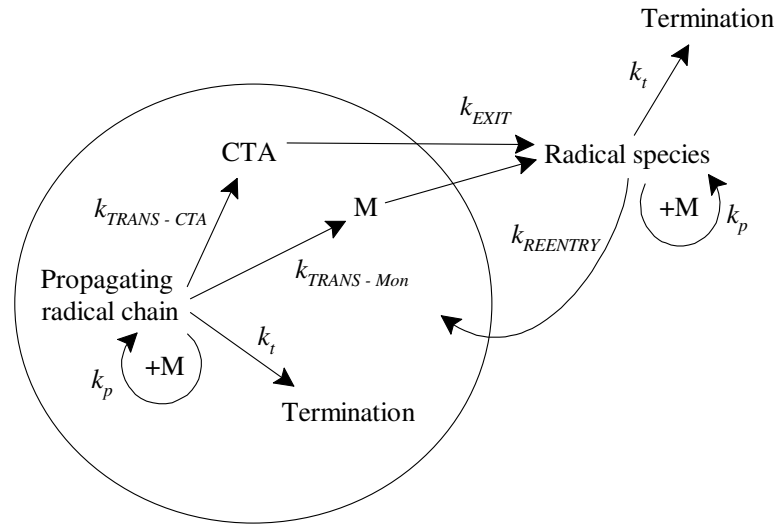 Termination
k_t
k_EXIT
CTA
Radical species
M
+M
k_p
k_TRANS - CTA
k_REENTRY
k_TRANS - Mon
Propagating
radical chain
k_t
+M
k_p
Termination